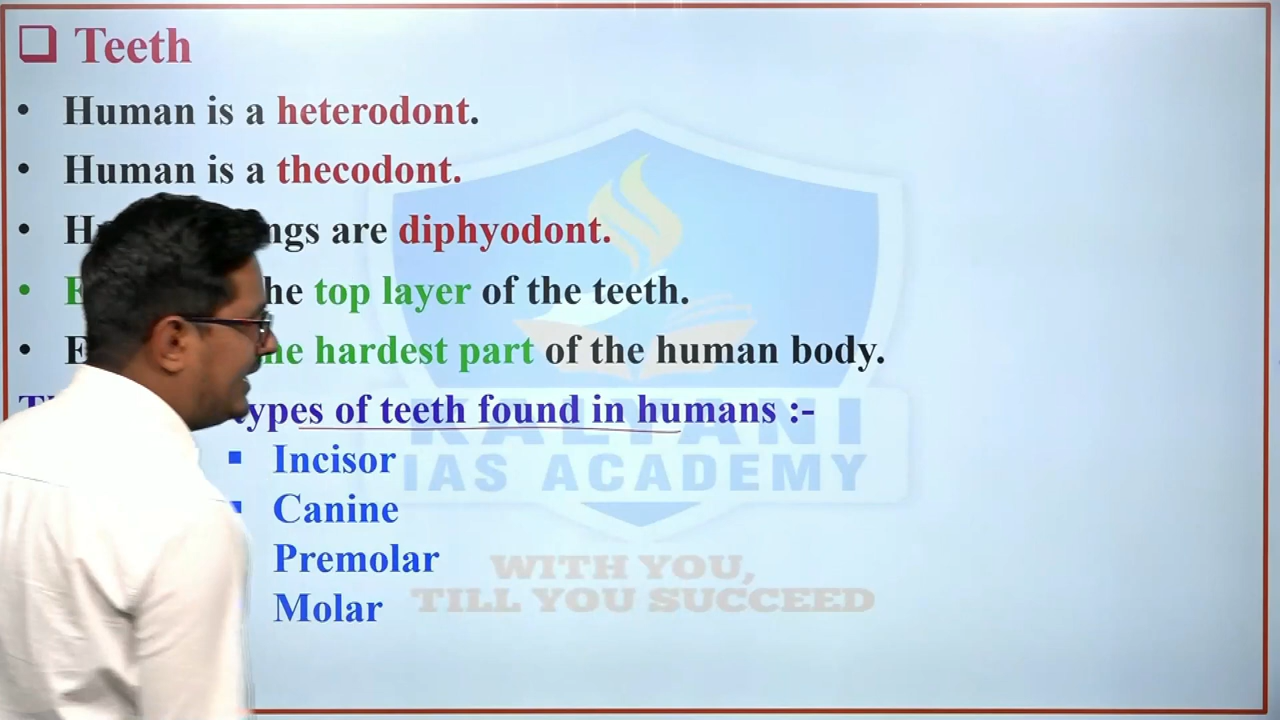 Teeth
• Human is a heterodont.
• Human is a thecodont.
• ngs are diphyodont.
• he top layer of the teeth.
• he hardest part of the human body.
types of teeth found in humans :-
▪ Incisor
▪ Canine
Premolar
Molar
KALYANI
IAS ACADEMY
WITH YOU,
TILL YOU SUCCEED